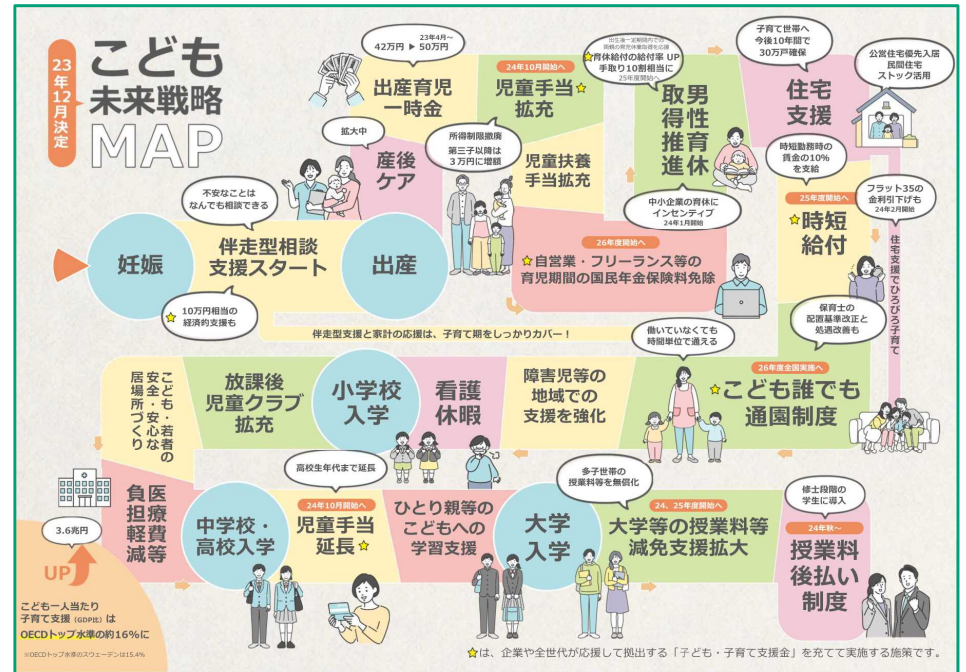 23年12月決定
こども
未来戦略
MAP
23年4月～
42万円 ▶ 50万円
出産育児
一時金
24年10月開始へ
児童手当☆
拡充
所得制限撤廃
第三子以降は
3万円に増額
児童扶養
手当拡充
拡大中
産後
ケア
出生後一定期間内での
両親の育児休業取得を応援
☆育休給付の給付率 UP
手取り10割相当に
25年度開始へ
男性育休
取得推進
中小企業の育休に
インセンティブ
24年1月開始
子育て世帯へ
今後10年間で
30万戸確保
住宅
支援
公営住宅優先入居
民間住宅
ストック活用
フラット35の
金利引下げも
24年2月開始
住宅支援でひろびろ子育て
時短勤務時の
賃金の10%
を支給
25年度開始へ
☆時短
給付
不安なことは
なんでも相談できる
妊娠
伴走型相談
支援スタート
出産
☆ 10万円相当の
経済的支援も
26年度開始へ
☆自営業・フリーランス等の
育児期間の国民年金保険料免除
伴走型支援と家計の応援は、子育て期をしっかりカバー！
保育士の
配置基準改正と
処遇改善も
働いていなくても
時間単位で通える
26年度全国実施へ
☆こども誰でも
通園制度
障害児等の
地域での
支援を強化
看護
休暇
小学校
入学
放課後
児童クラブ
拡充
こども・若者の
安全・安心な
居場所づくり
医療費等
負担軽減
中学校・
高校入学
高校生年代まで延長
24年10月開始へ
児童手当
延長☆
ひとり親等の
こどもへの
学習支援
大学
入学
多子世帯の
授業料等を無償化
24、25年度開始へ
大学等の授業料等
減免支援拡大
修士段階の
学生に導入
24年秋～
授業料
後払い
制度
3.6兆円
UP
こども一人当たり
子育て支援（GDP比）は
OECDトップ水準の約16%に
※OECDトップ水準のスウェーデンは15.4%
☆は、企業や全世代が応援して拠出する「子ども・子育て支援金」を充てて実施する施策です。